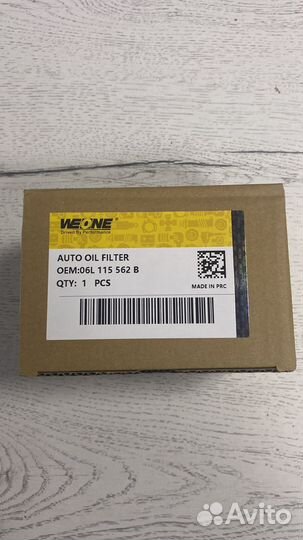 WEONE
Driven By Performance
AUTO OIL FILTER
OEM:06L 115 562 B
QTY: 1 PCS
MADE IN PRC
Avito